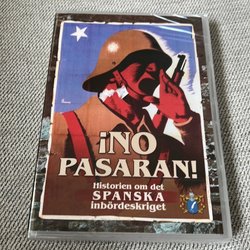 ¡NO
PASARAN!
Historien om det
SPANSKA
inbördeskriget